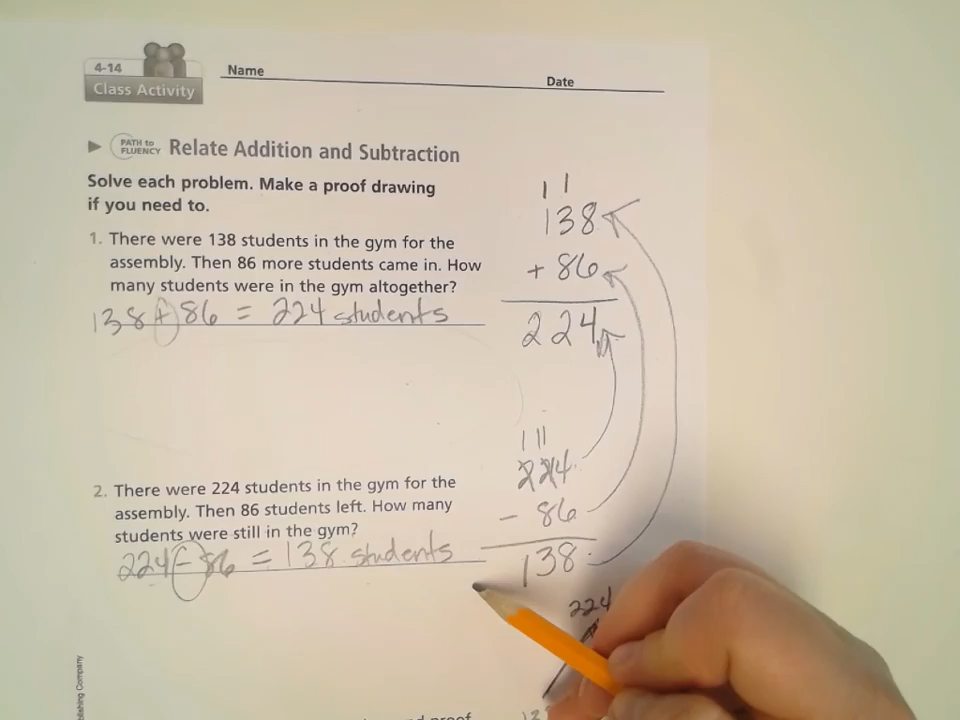 4-14
Class Activity
Name
Date
PATH to
FLUENCY
Relate Addition and Subtraction
Solve each problem. Make a proof drawing
if you need to.
1. There were 138 students in the gym for the
assembly. Then 86 more students came in. How
many students were in the gym altogether?
138 + 86 = 224 students
1 1
138
+ 86
224
2. There were 224 students in the gym for the
assembly. Then 86 students left. How many
students were still in the gym?
224 - 86 = 138 students
1 11
224
- 86
138
224